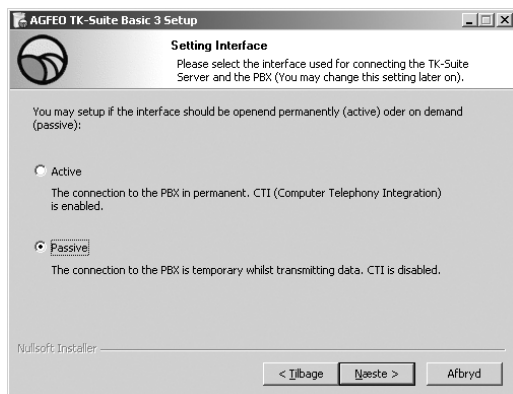 AGFEO TK-Suite Basic 3 Setup
Setting Interface
Please select the interface used for connecting the TK-Suite
Server and the PBX (You may change this setting later on).
You may setup if the interface should be openend permanently (active) oder on demand
(passive):
Active
The connection to the PBX in permanent. CTI (Computer Telephony Integration)
is enabled.
Passive
The connection to the PBX is temporary whilst transmitting data. CTI is disabled.
Nullsoft Installer
< Tilbage
Næste >
Afbryd